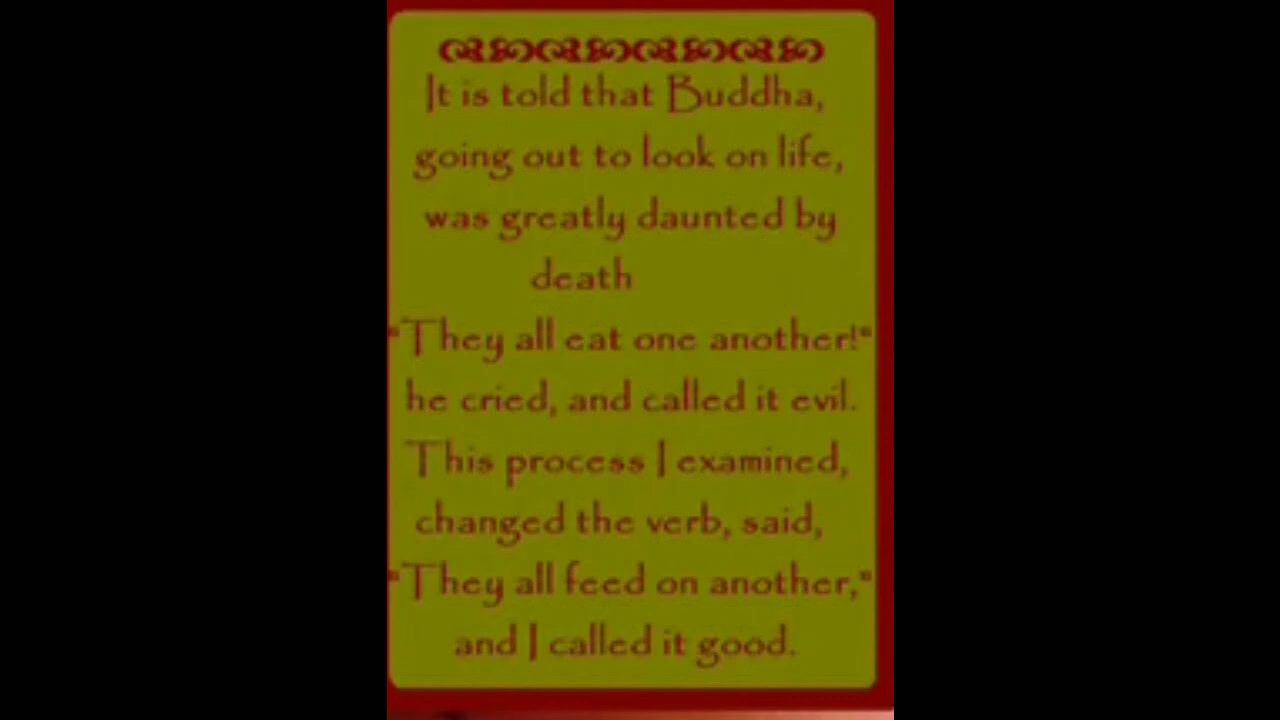 It is told that Buddha,
going out to look on life,
was greatly daunted by
death
"They all eat one another!"
he cried, and called it evil.
This process I examined,
changed the verb, said,
"They all feed on another,"
and I called it good.